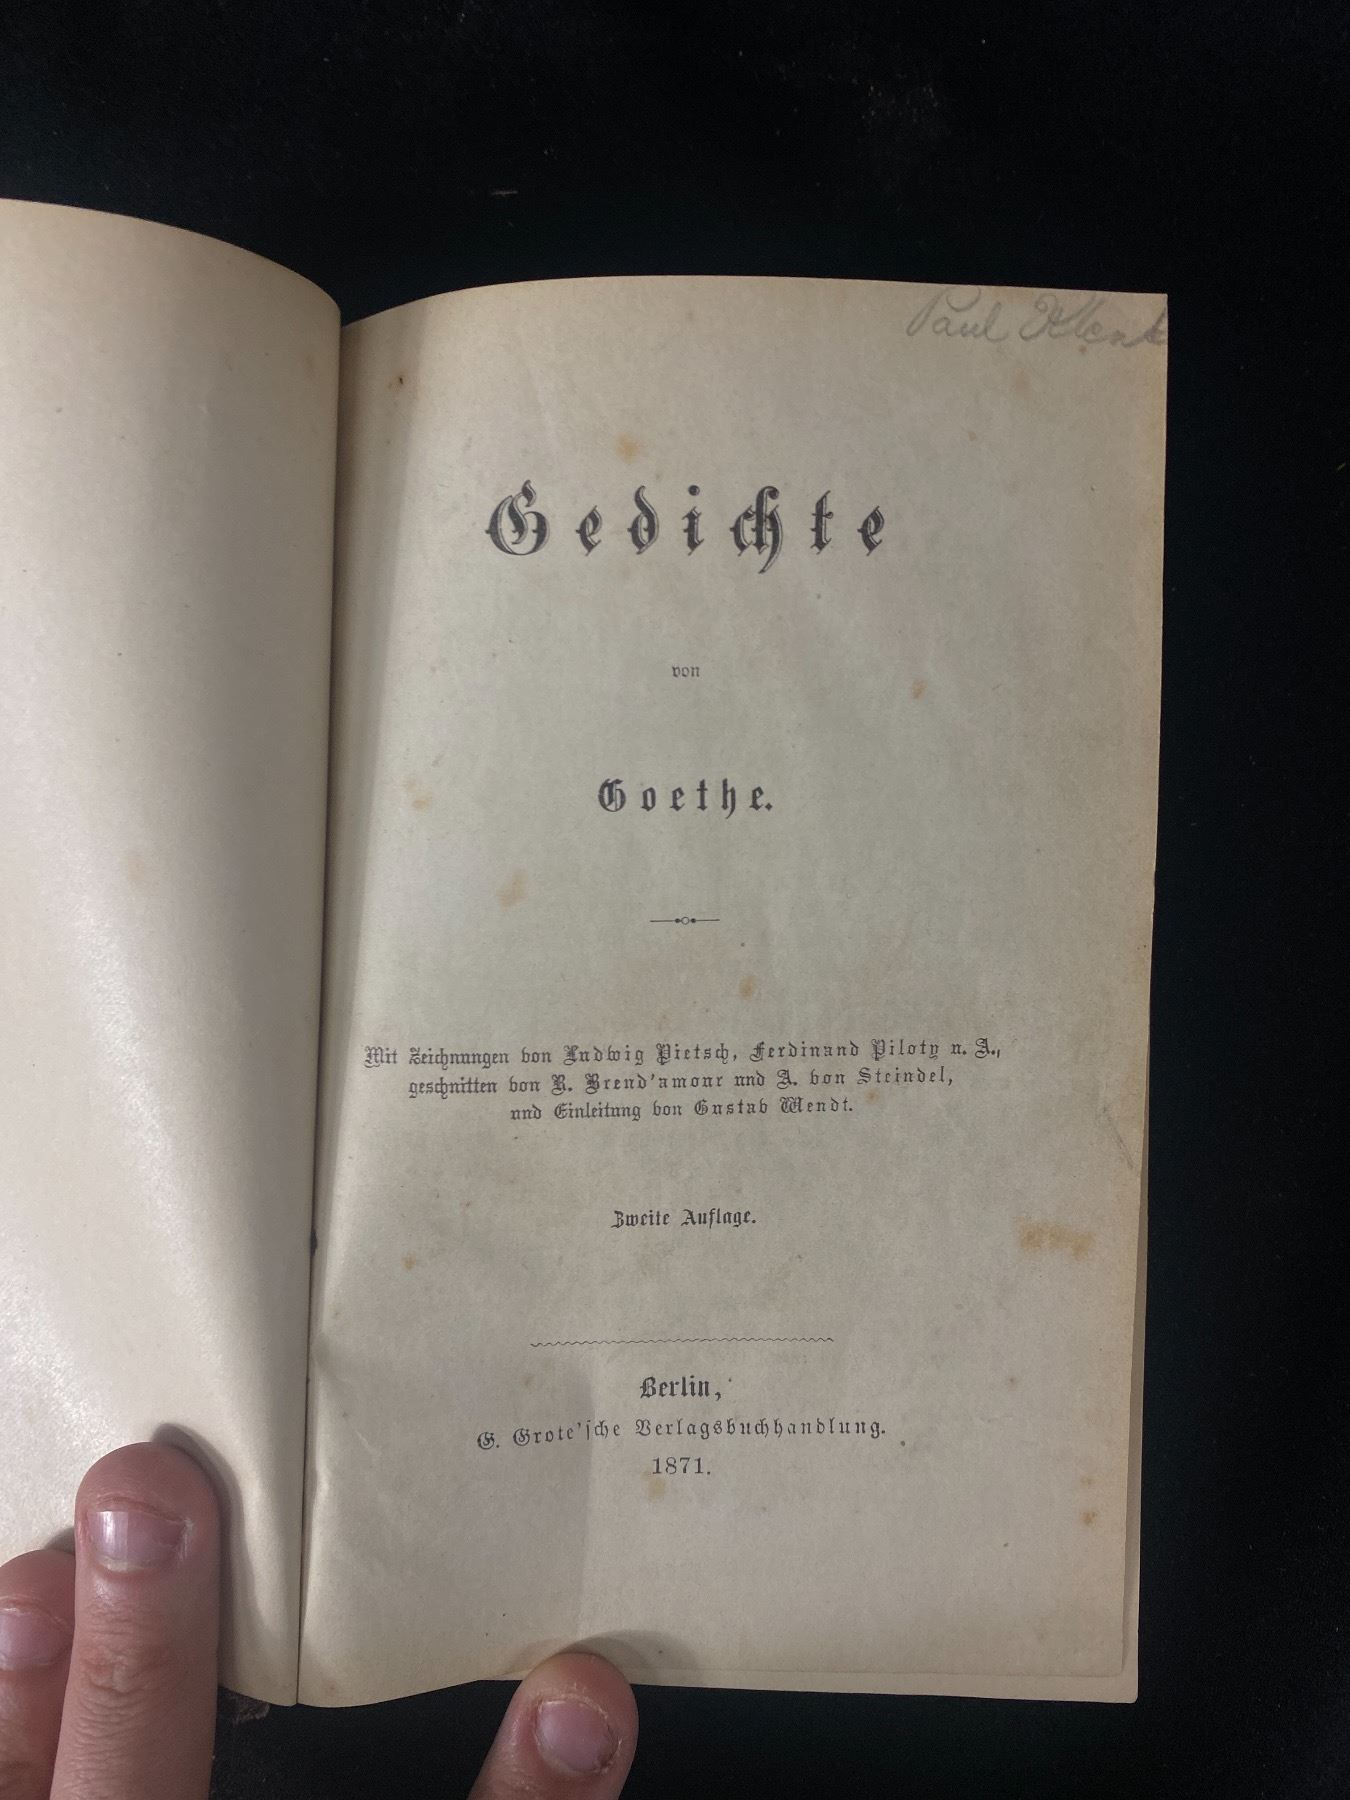 Paul Klenk
Gedichte
von
Goethe.
Mit Zeichnungen von Ludwig Pietsch, Ferdinand Piloty u. A.,
geschnitten von R. Brend'amour und A. von Steindel,
und Einleitung von Gustav Wendt.
Zweite Auflage.
Berlin,
G. Grote'sche Verlagsbuchhandlung.
1871.